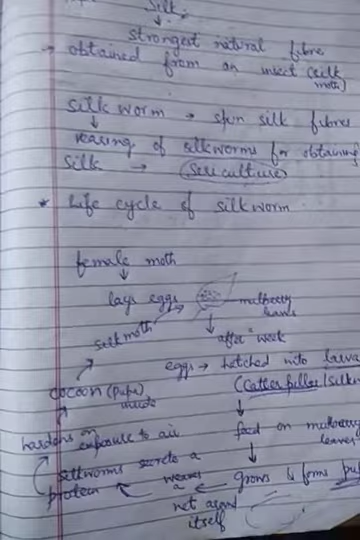 Silk:
↓
strongest natural fibre
→ obtained from an insect (silk
moth)
silkworm → spin silk fibres
↓
rearing of silkworms for obtaining
silk → (Sericulture)
* Life cycle of silkworm
female moth
↓
lays eggs
mulberry
leaves
silk moth
after 1 week
eggs → hatched into larva
(Catterpillar/silk
cocoon (Pupa)
inside
hardens on exposure to air
feed on mulberry
leaves
silkworms secrete a
protein
weaves
a
net around
itself
grows & forms